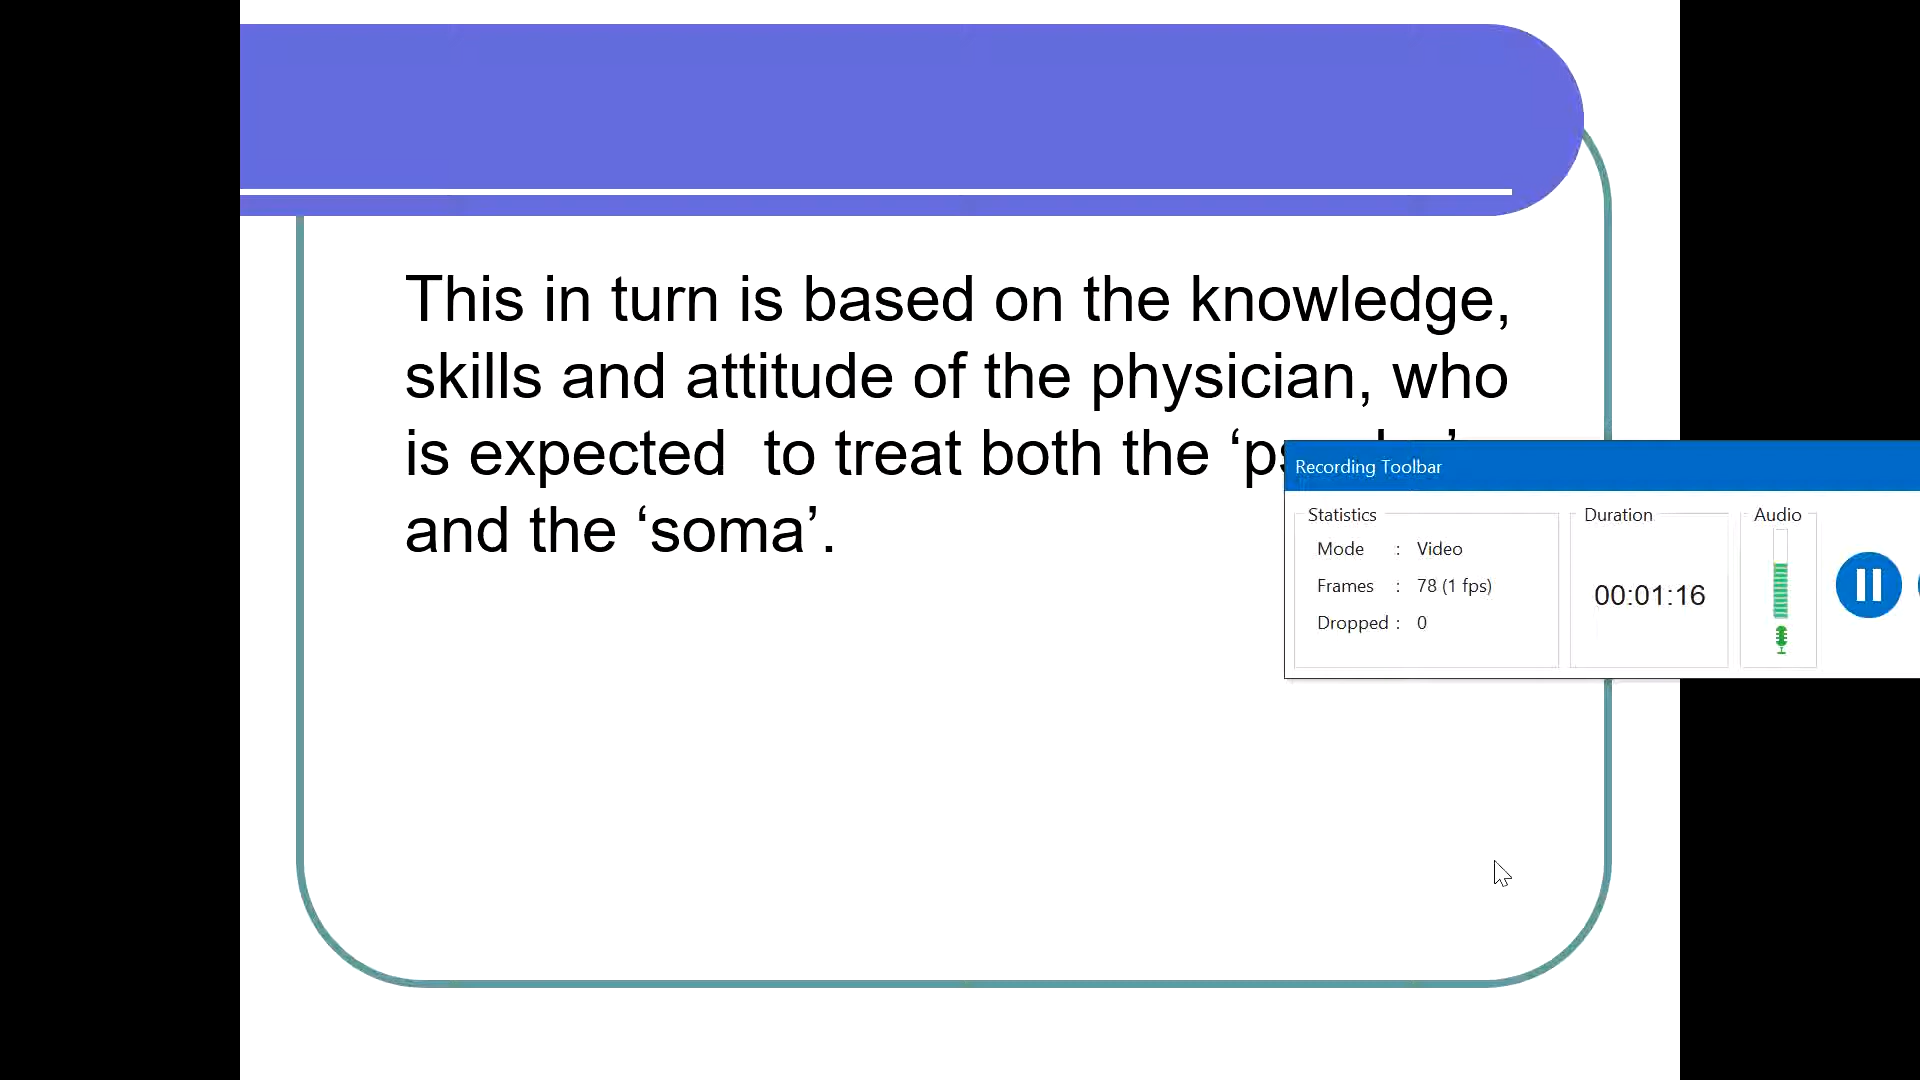 This in turn is based on the knowledge,
skills and attitude of the physician, who
is expected  to treat both the
and the ‘soma’.
Recording Toolbar
Statistics
Mode : Video
Frames : 78 (1 fps)
Dropped : 0
Duration
00:01:16
Audio